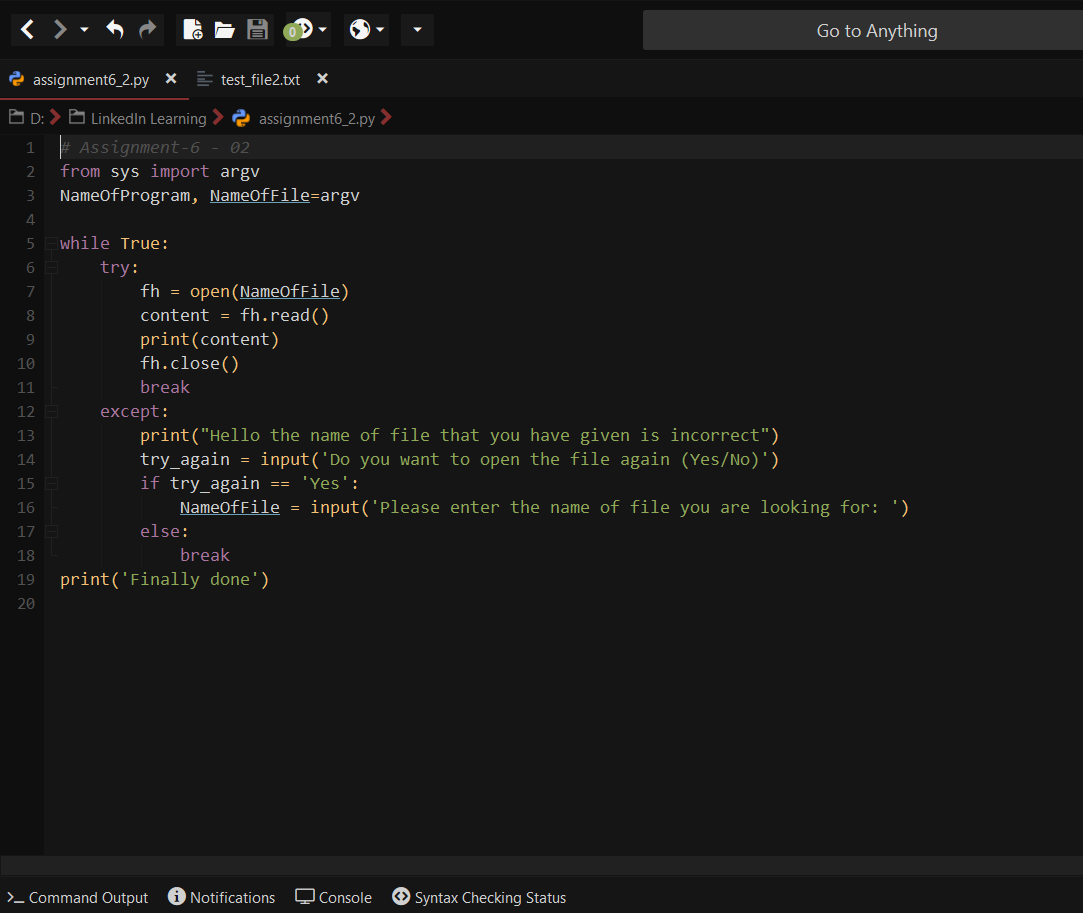 0
Go to Anything
assignment6_2.py
test_file2.txt
D: LinkedIn Learning assignment6_2.py
1 # Assignment-6 - 02
2 from sys import argv
3 NameOfProgram, NameOfFile=argv
4
5 while True:
6     try:
7         fh = open(NameOfFile)
8         content = fh.read()
9         print(content)
10         fh.close()
11         break
12     except:
13         print("Hello the name of file that you have given is incorrect")
14         try_again = input('Do you want to open the file again (Yes/No)')
15         if try_again == 'Yes':
16             NameOfFile = input('Please enter the name of file you are looking for: ')
17         else:
18             break
19 print('Finally done')
20
Command Output Notifications Console Syntax Checking Status